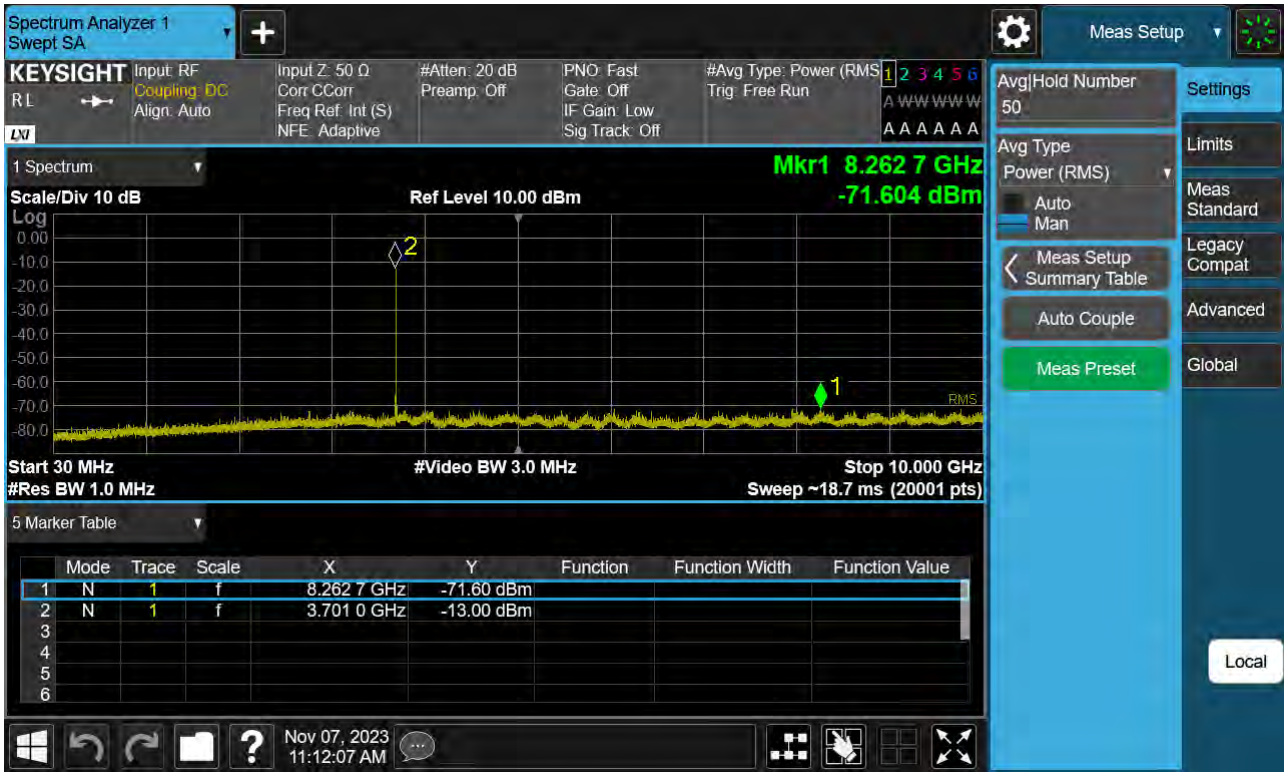 Spectrum Analyzer 1
Swept SA
+
Meas Setup
KEYSIGHT
RL
LXI
Input: RF
Coupling: DC
Align: Auto
Input Z: 50 Ω
Corr CCorr
Freq Ref: Int (S)
NFE: Adaptive
#Atten: 20 dB
Preamp: Off
PNO: Fast
Gate: Off
IF Gain: Low
Sig Track: Off
#Avg Type: Power (RMS
Trig: Free Run
1 2 3 4 5 6
A W W W W W
A A A A A A
1 Spectrum
Scale/Div 10 dB
Ref Level 10.00 dBm
Mkr1 8.262 7 GHz
-71.604 dBm
Log
0.00
-10.0
-20.0
-30.0
-40.0
-50.0
-60.0
-70.0
-80.0
2
1
RMS
Start 30 MHz
#Video BW 3.0 MHz
Stop 10.000 GHz
#Res BW 1.0 MHz
Sweep ~18.7 ms (20001 pts)
5 Marker Table
Mode Trace Scale X Y Function Function Width Function Value
1 N 1 f 8.262 7 GHz -71.60 dBm
2 N 1 f 3.701 0 GHz -13.00 dBm
3
4
5
6
Avg|Hold Number
50
Avg Type
Power (RMS)
Auto
Man
Meas Setup
Summary Table
Auto Couple
Meas Preset
Settings
Limits
Meas
Standard
Legacy
Compat
Advanced
Global
Local
?
Nov 07, 2023
11:12:07 AM